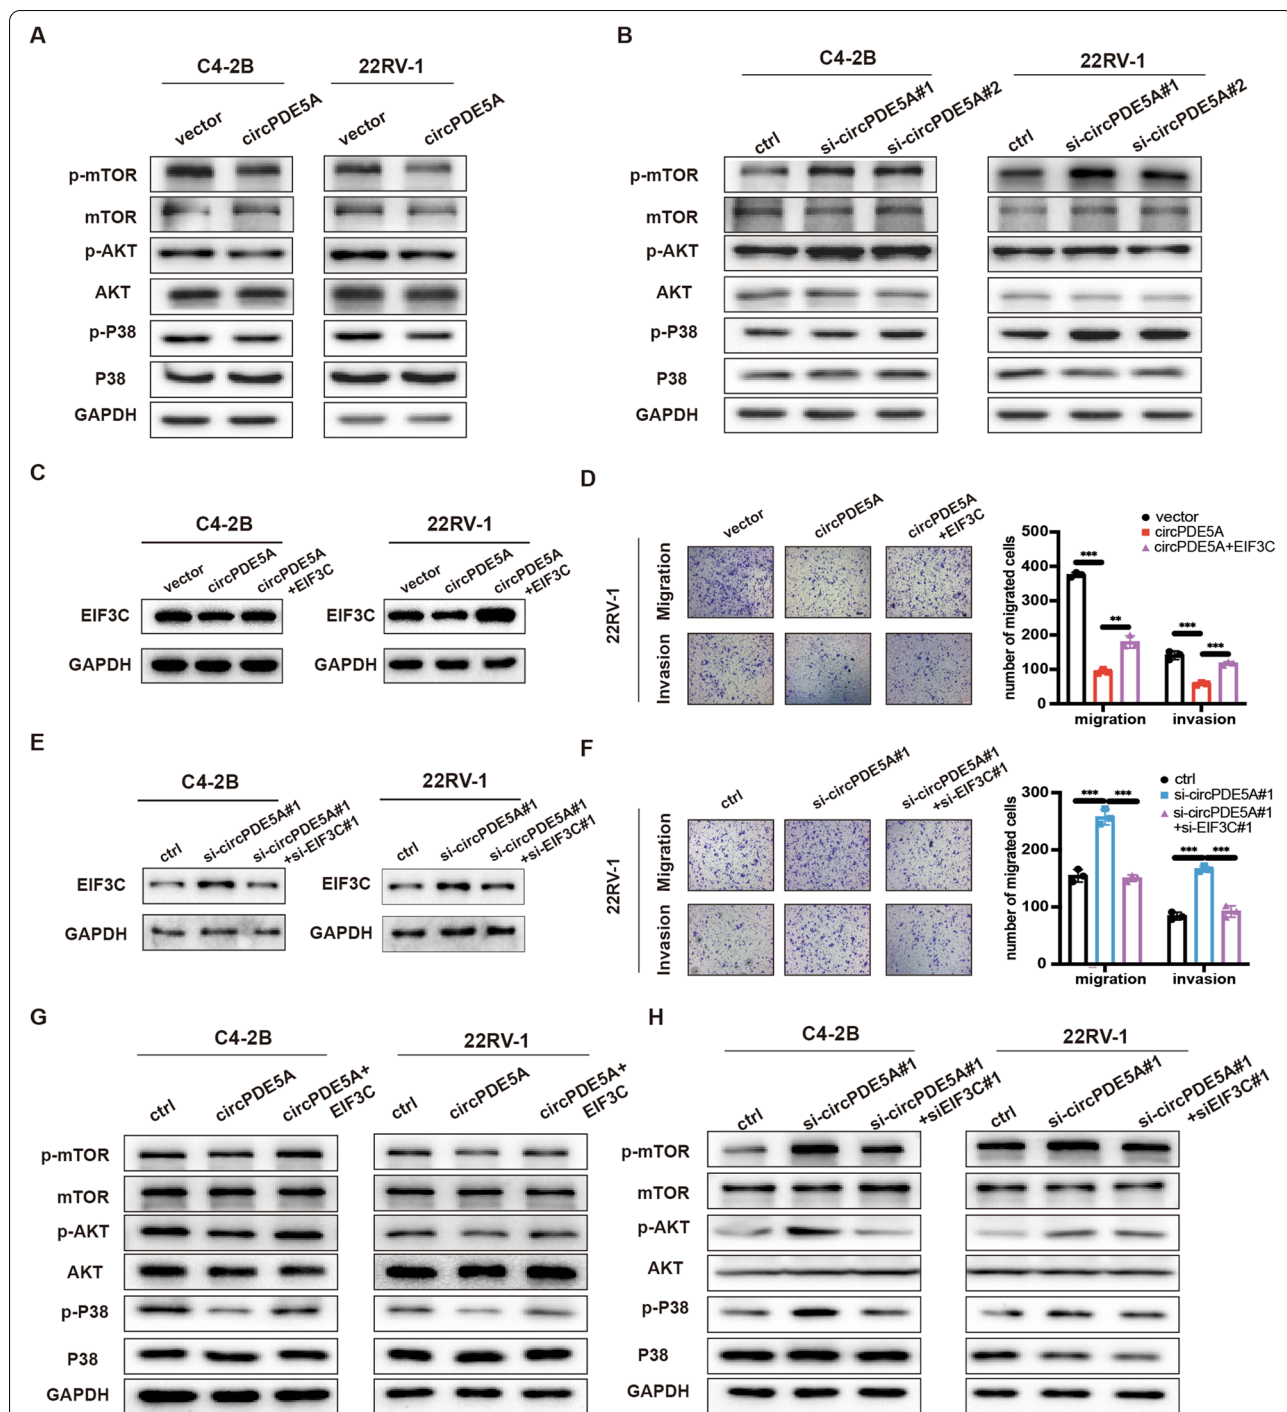 A
C4-2B
22RV-1
vector
circPDE5A
vector
circPDE5A
p-mTOR
mTOR
p-AKT
AKT
p-P38
P38
GAPDH
B
C4-2B
22RV-1
ctrl
si-circPDE5A#1
si-circPDE5A#2
ctrl
si-circPDE5A#1
si-circPDE5A#2
p-mTOR
mTOR
p-AKT
AKT
p-P38
P38
GAPDH
C
C4-2B
22RV-1
vector
circPDE5A
circPDE5A
+EIF3C
vector
circPDE5A
circPDE5A
+EIF3C
EIF3C
GAPDH
EIF3C
GAPDH
D
vector
circPDE5A
circPDE5A
+EIF3C
22RV-1
Migration
Invasion
number of migrated cells
500
400
300
200
100
0
vector
circPDE5A
circPDE5A+EIF3C
***
**
***
***
migration
invasion
E
C4-2B
22RV-1
ctrl
si-circPDE5A#1
si-circPDE5A#1
+si-EIF3C#1
ctrl
si-circPDE5A#1
si-circPDE5A#1
+si-EIF3C#1
EIF3C
GAPDH
EIF3C
GAPDH
F
ctrl
si-circPDE5A#1
si-circPDE5A#1
+si-EIF3C#1
22RV-1
Migration
Invasion
number of migrated cells
300
200
100
0
ctrl
si-circPDE5A#1
si-circPDE5A#1
+si-EIF3C#1
***
***
***
***
migration
invasion
G
C4-2B
22RV-1
ctrl
circPDE5A
circPDE5A+
EIF3C
ctrl
circPDE5A
circPDE5A+
EIF3C
p-mTOR
mTOR
p-AKT
AKT
p-P38
P38
GAPDH
H
C4-2B
22RV-1
ctrl
si-circPDE5A#1
si-circPDE5A#1
+siEIF3C#1
ctrl
si-circPDE5A#1
si-circPDE5A#1
+siEIF3C#1
p-mTOR
mTOR
p-AKT
AKT
p-P38
P38
GAPDH